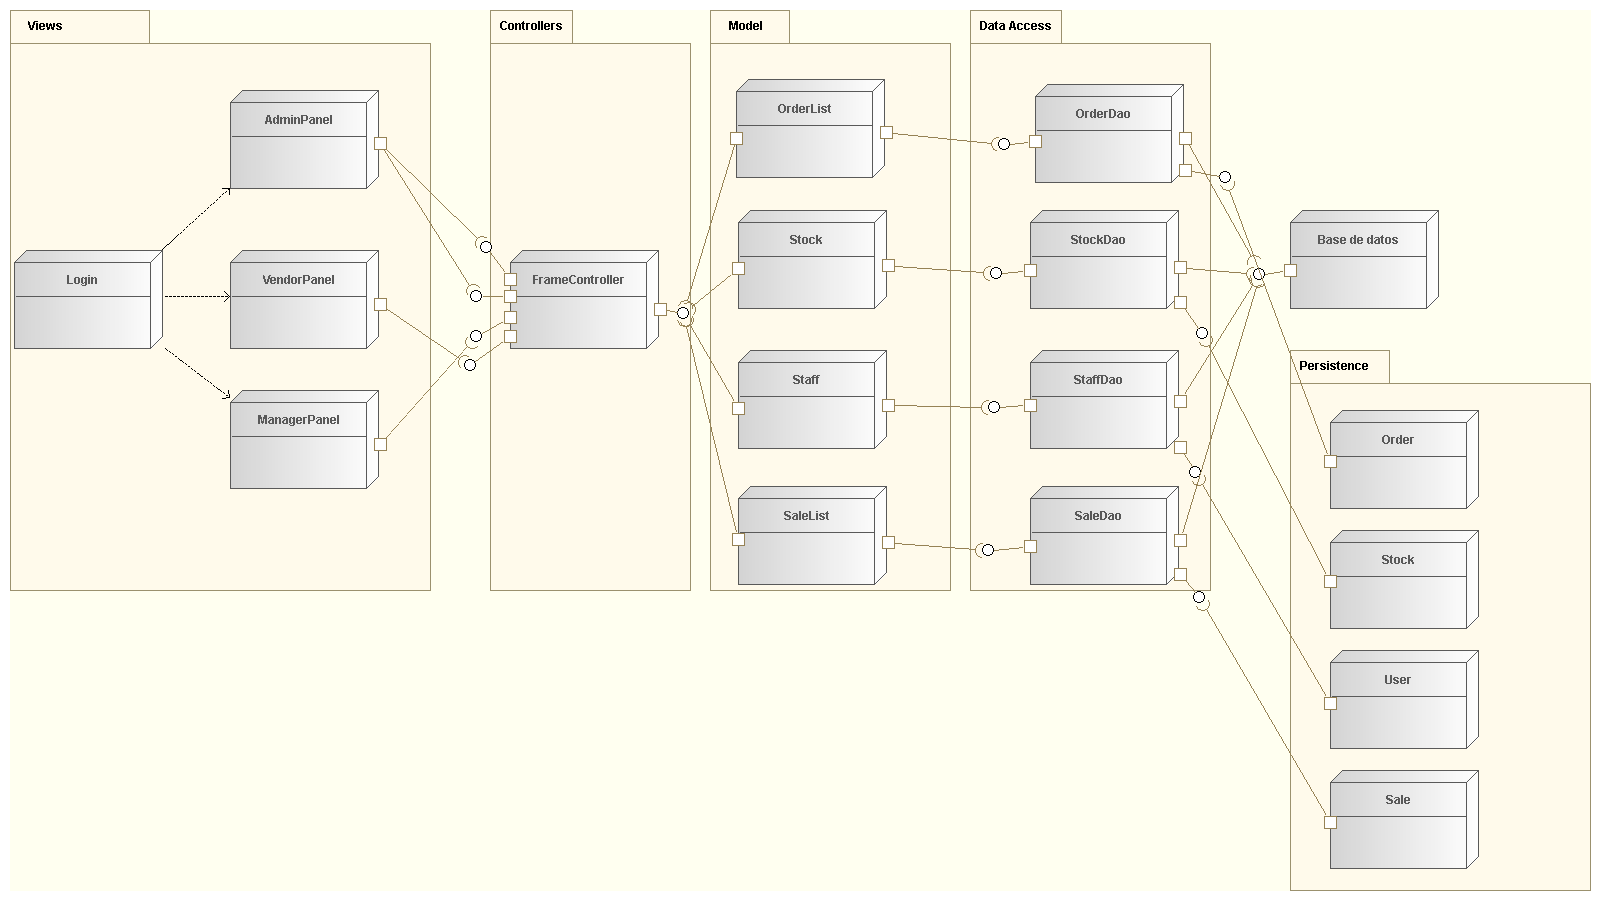 Views
Controllers
Model
Data Access
AdminPanel
Login
VendorPanel
ManagerPanel
FrameController
OrderList
Stock
Staff
SaleList
OrderDao
StockDao
StaffDao
SaleDao
Base de datos
Persistence
Order
Stock
User
Sale